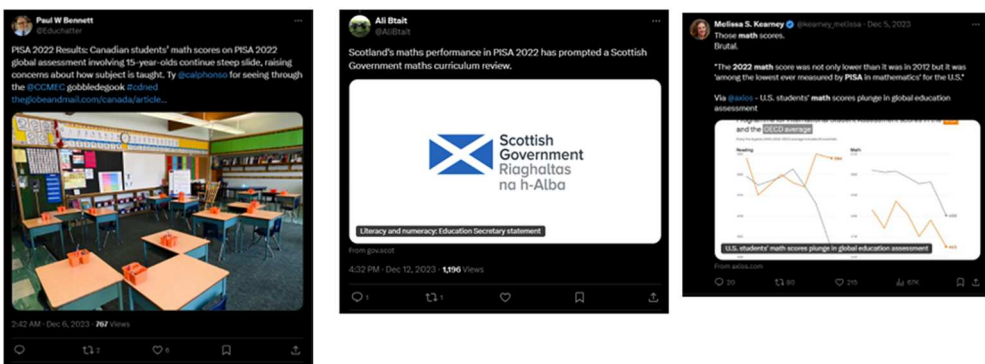 Paul W Bennett
@Educhatter
PISA 2022 Results: Canadian students' math scores on PISA 2022
global assessment involving 15-year-olds continue steep slide, raising
concerns about how subject is taught. Ty @calphonso for seeing through
the @CCMEC gobbledegook #cdned
theglobeandmail.com/canada/article...
2:42 AM · Dec 6, 2023 · 767 Views
2
6
Ali Btait
@AliBtait
Scotland's maths performance in PISA 2022 has prompted a Scottish
Government maths curriculum review.
Scottish
Government
Riaghaltas
na h-Alba
Literacy and numeracy: Education Secretary statement
From gov.scot
4:32 PM · Dec 12, 2023 · 1,196 Views
1
1
Melissa S. Kearney @kearney_melissa · Dec 5, 2023
Those math scores.
Brutal.
"The 2022 math score was not only lower than it was in 2012 but it was
'among the lowest ever measured by PISA in mathematics' for the U.S."
Via @axios - U.S. students' math scores plunge in global education
assessment
and the OECD average
Reading
Math
U.S. students' math scores plunge in global education assessment
From axios.com
20
80
215
67K